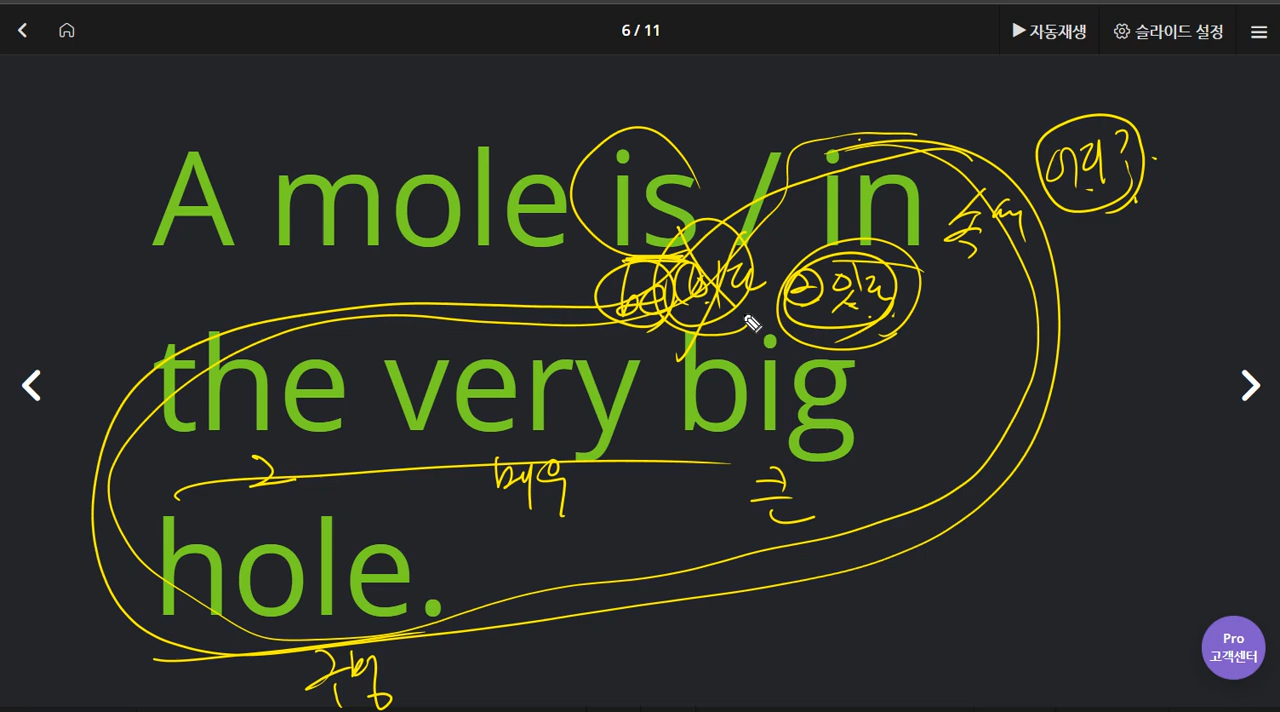 6 / 11
▶자동재생
슬라이드 설정
A mole is / in
어디?
속에
② 있다
the very big
그
매우
큰
hole.
구멍
Pro
고객센터